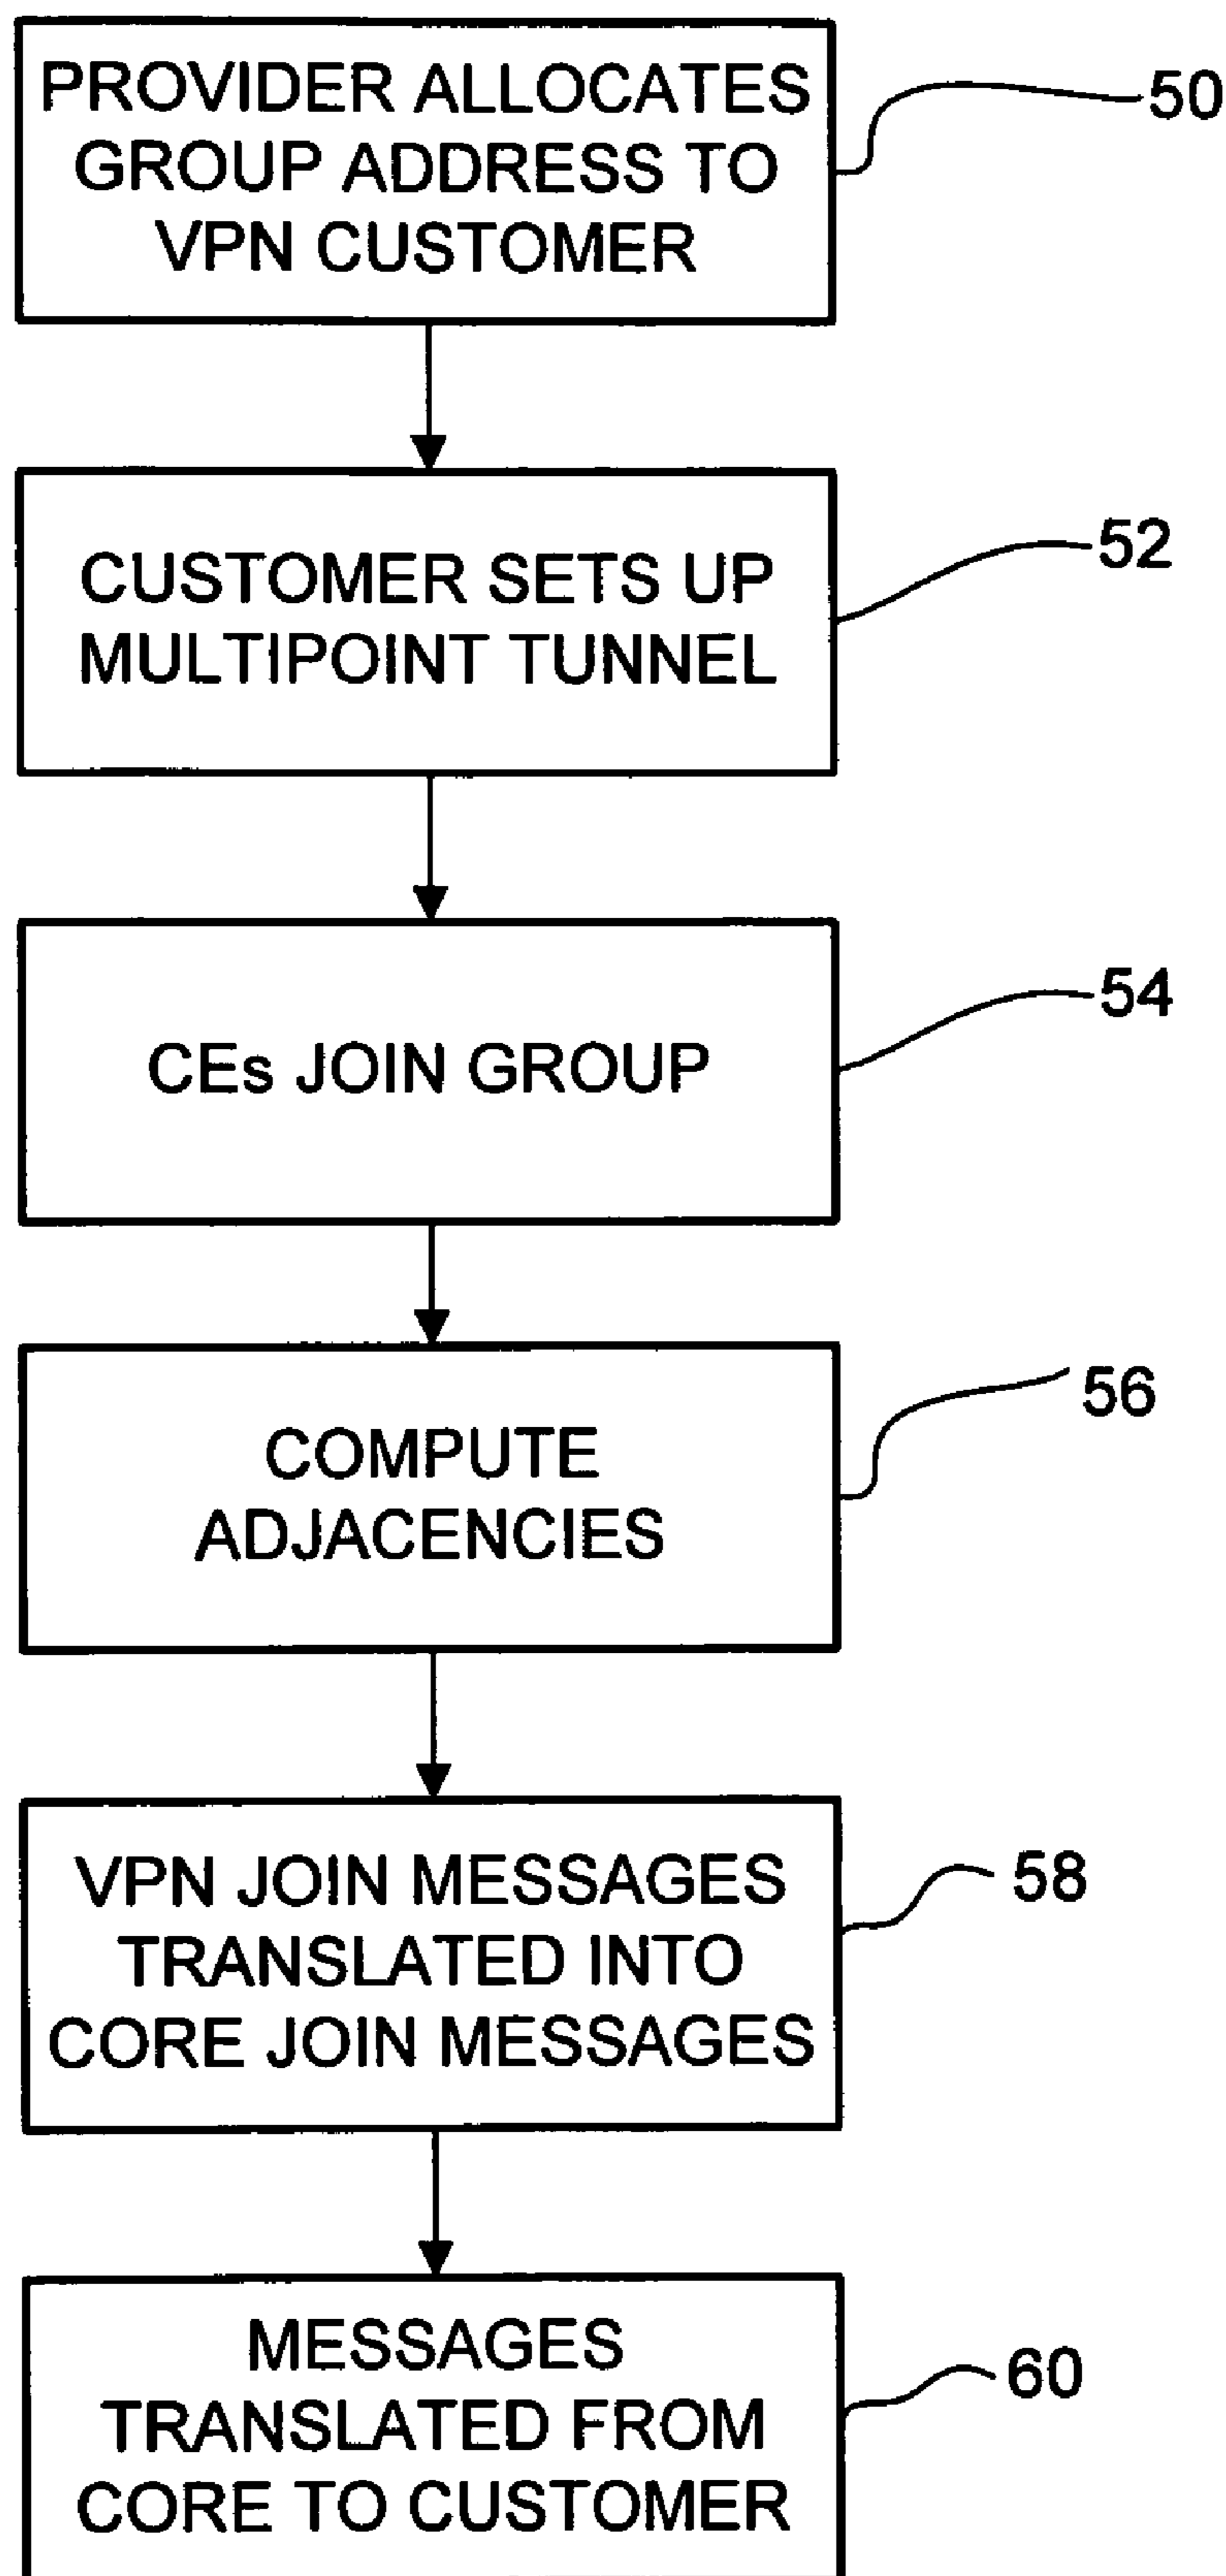 PROVIDER ALLOCATES
GROUP ADDRESS TO
VPN CUSTOMER
50
CUSTOMER SETS UP
MULTIPOINT TUNNEL
52
CEs JOIN GROUP
54
COMPUTE
ADJACENCIES
56
VPN JOIN MESSAGES
TRANSLATED INTO
CORE JOIN MESSAGES
58
MESSAGES
TRANSLATED FROM
CORE TO CUSTOMER
60